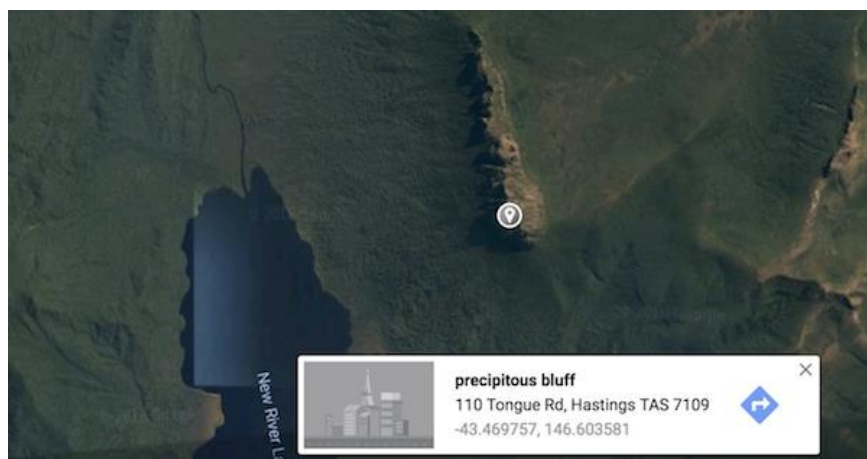 New River La
precipitous bluff
110 Tongue Rd, Hastings TAS 7109
-43.469757, 146.603581